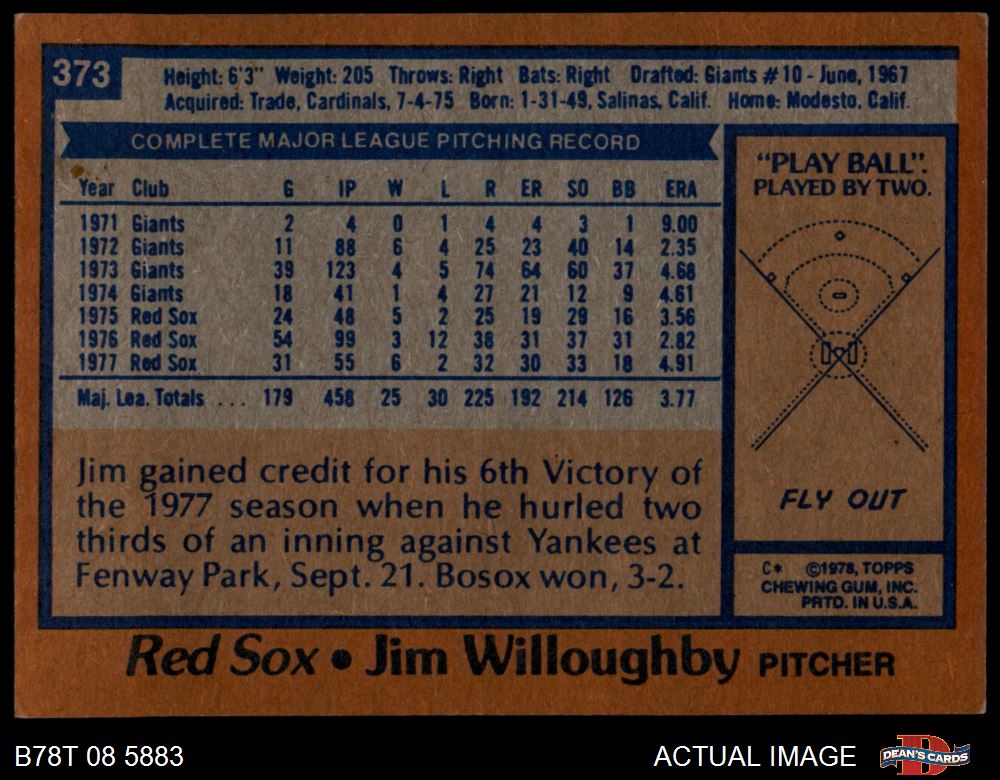 373
Height: 6'3" Weight: 205 Throws: Right Bats: Right Drafted: Giants #10 - June, 1967
Acquired: Trade, Cardinals, 7-4-75 Born: 1-31-49, Salinas, Calif. Home: Modesto, Calif.
COMPLETE MAJOR LEAGUE PITCHING RECORD
Year Club G IP W L R ER SO BB ERA
1971 Giants 2 4 0 1 4 4 3 1 9.00
1972 Giants 11 88 6 4 25 23 40 14 2.35
1973 Giants 39 123 4 5 74 64 60 37 4.68
1974 Giants 18 41 1 4 27 21 12 9 4.61
1975 Red Sox 24 48 5 2 25 19 29 16 3.56
1976 Red Sox 54 99 3 12 38 31 37 31 2.82
1977 Red Sox 31 55 6 2 32 30 33 18 4.91
Maj. Lea. Totals ... 179 458 25 30 225 192 214 126 3.77
Jim gained credit for his 6th Victory of
the 1977 season when he hurled two
thirds of an inning against Yankees at
Fenway Park, Sept. 21. Bosox won, 3-2.
"PLAY BALL".
PLAYED BY TWO.
FLY OUT
C* ©1978, TOPPS
CHEWING GUM, INC.
PRTD. IN U.S.A.
Red Sox • Jim Willoughby PITCHER
B78T 08 5883
ACTUAL IMAGE
D
DEAN'S CARDS